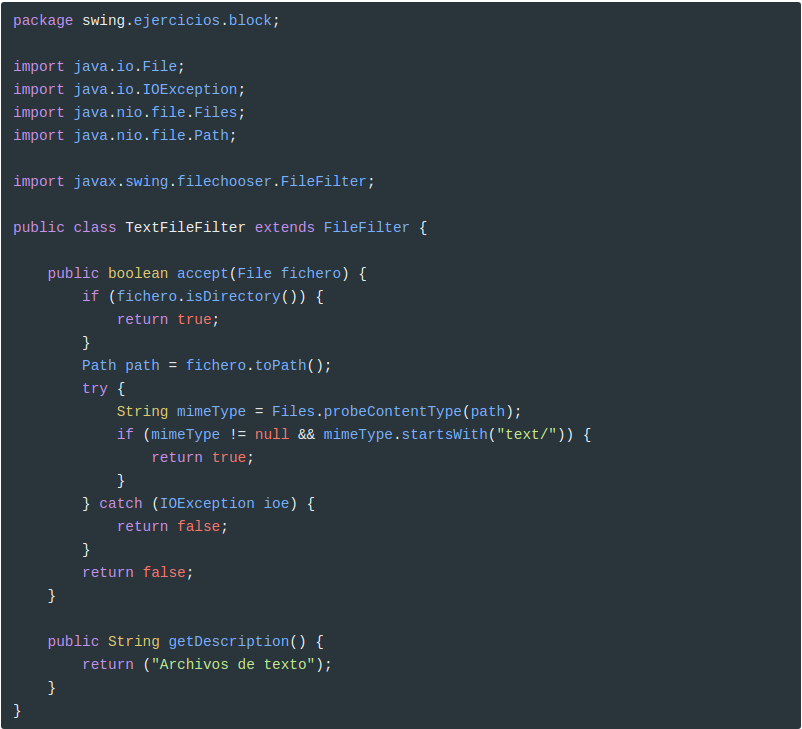 package swing.ejercicios.block;

import java.io.File;
import java.io.IOException;
import java.nio.file.Files;
import java.nio.file.Path;

import javax.swing.filechooser.FileFilter;

public class TextFileFilter extends FileFilter {

    public boolean accept(File fichero) {
        if (fichero.isDirectory()) {
            return true;
        }
        Path path = fichero.toPath();
        try {
            String mimeType = Files.probeContentType(path);
            if (mimeType != null && mimeType.startsWith("text/")) {
                return true;
            }
        } catch (IOException ioe) {
            return false;
        }
        return false;
    }

    public String getDescription() {
        return ("Archivos de texto");
    }
}